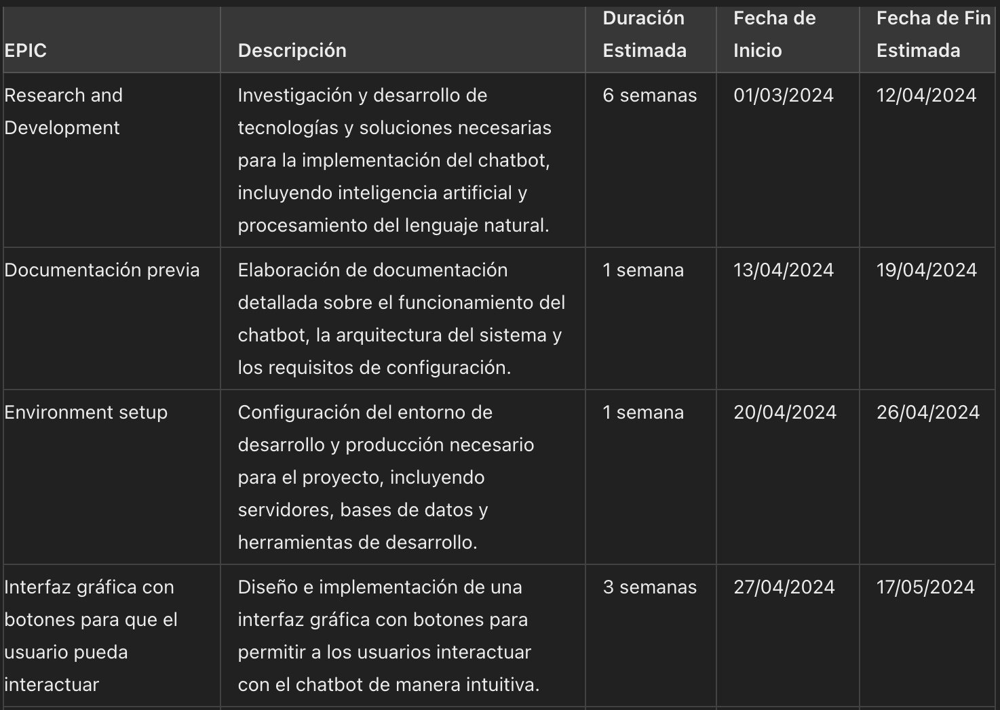 EPIC
Descripción
Duración
Estimada
Fecha de
Inicio
Fecha de Fin
Estimada
Research and
Development
Investigación y desarrollo de
tecnologías y soluciones necesarias
para la implementación del chatbot,
incluyendo inteligencia artificial y
procesamiento del lenguaje natural.
6 semanas
01/03/2024
12/04/2024
Documentación previa
Elaboración de documentación
detallada sobre el funcionamiento del
chatbot, la arquitectura del sistema y
los requisitos de configuración.
1 semana
13/04/2024
19/04/2024
Environment setup
Configuración del entorno de
desarrollo y producción necesario
para el proyecto, incluyendo
servidores, bases de datos y
herramientas de desarrollo.
1 semana
20/04/2024
26/04/2024
Interfaz gráfica con
botones para que el
usuario pueda
interactuar
Diseño e implementación de una
interfaz gráfica con botones para
permitir a los usuarios interactuar
con el chatbot de manera intuitiva.
3 semanas
27/04/2024
17/05/2024